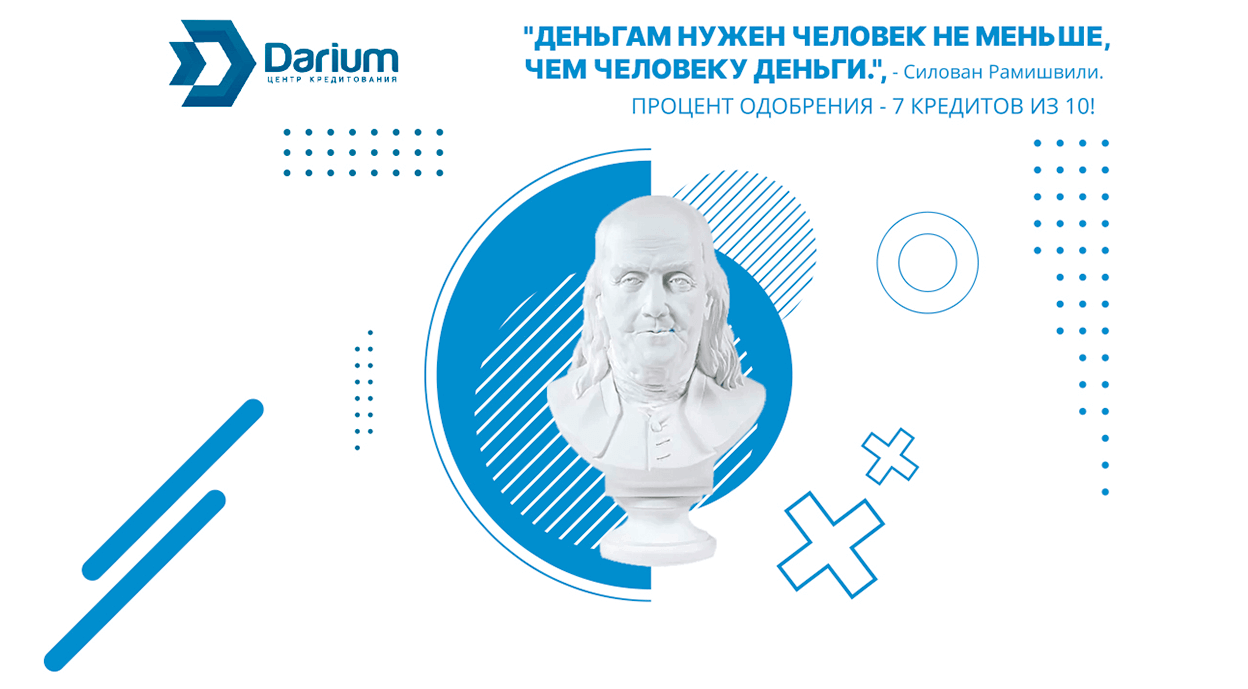 Darium
ЦЕНТР КРЕДИТОВАНИЯ
"ДЕНЬГАМ НУЖЕН ЧЕЛОВЕК НЕ МЕНЬШЕ,
ЧЕМ ЧЕЛОВЕКУ ДЕНЬГИ.", - Силован Рамишвили.
ПРОЦЕНТ ОДОБРЕНИЯ - 7 КРЕДИТОВ ИЗ 10!